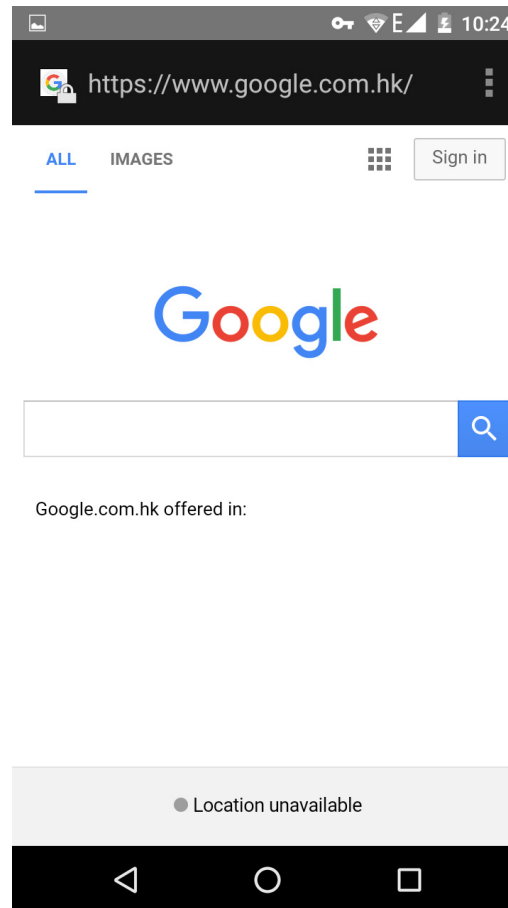 E 10:24
https://www.google.com.hk/
ALL IMAGES Sign in
Google
Google.com.hk offered in:
Location unavailable